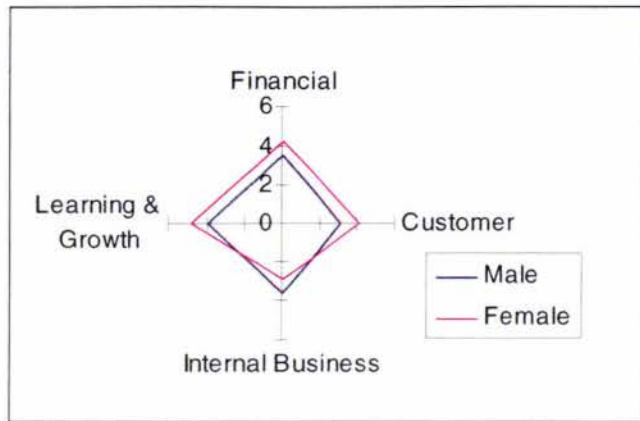 Financial
6
4
2
0
Learning &
Growth
Customer
Internal Business
Male
Female